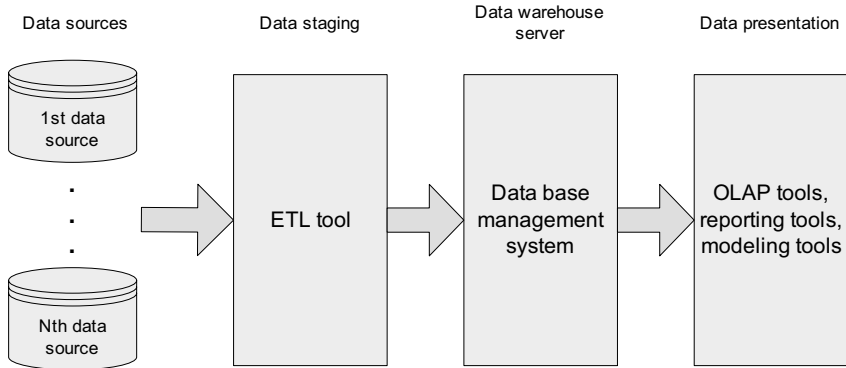 Data sources
Data staging
Data warehouse
server
Data presentation
1st data
source
.
.
.
Nth data
source
ETL tool
Data base
management
system
OLAP tools,
reporting tools,
modeling tools